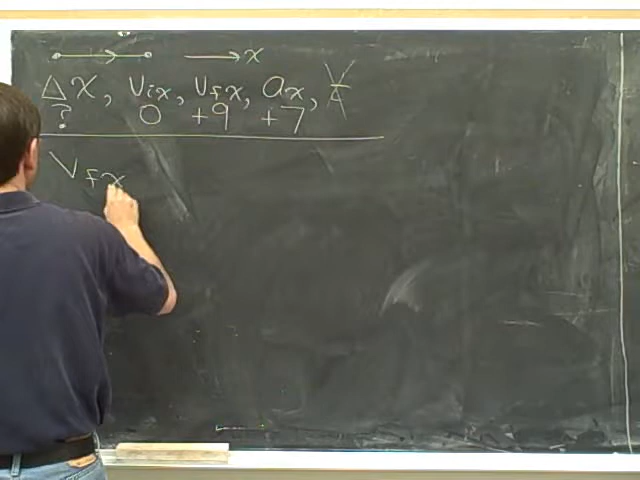 x
Δx, Vix, Vfx, ax,
? 0 +9 +7
Vfx